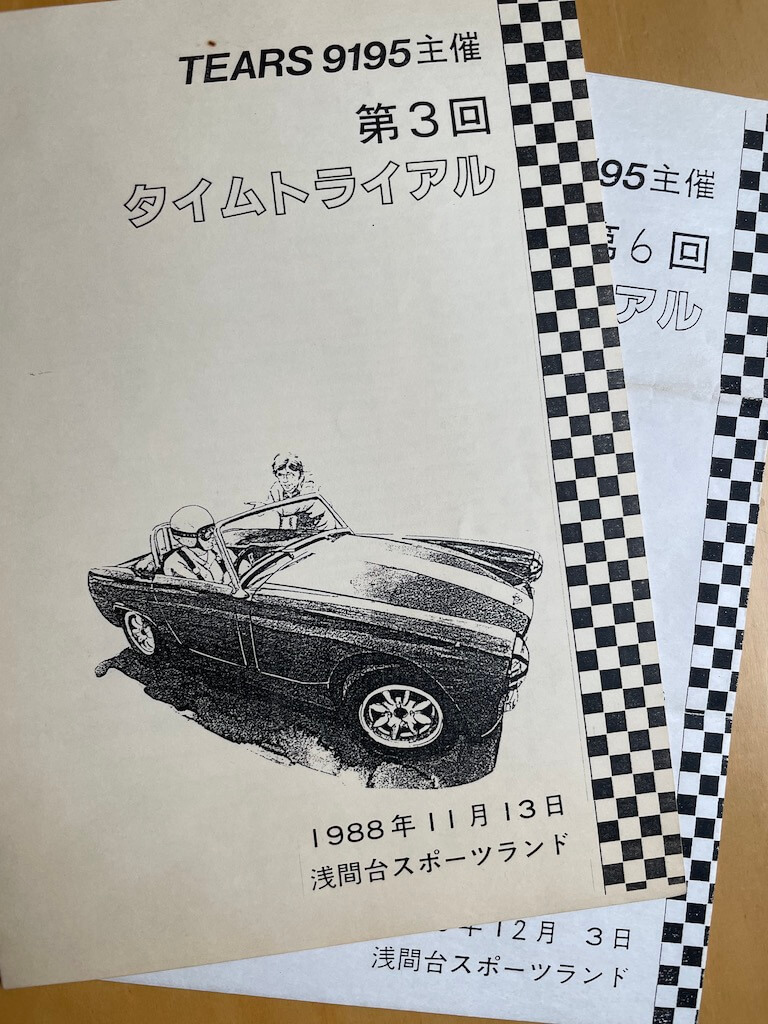 TEARS 9195主催
第3回
タイムトライアル
1988年11月13日
浅間台スポーツランド
95主催
第6回
アル
年12月 3日
浅間台スポーツランド